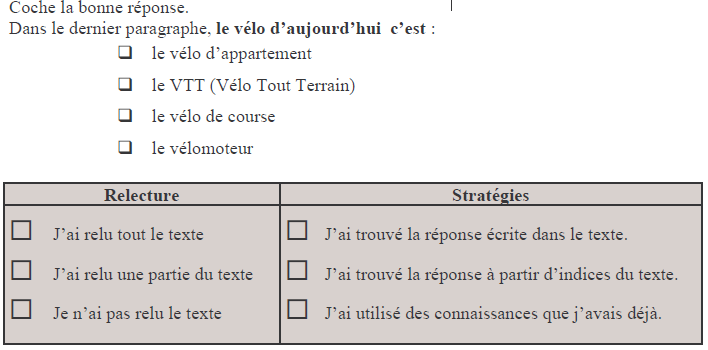 Coche la bonne réponse.
Dans le dernier paragraphe, le vélo d’aujourd’hui c’est :
❑ le vélo d’appartement
❑ le VTT (Vélo Tout Terrain)
❑ le vélo de course
❑ le vélomoteur
Relecture Stratégies
☐ J’ai relu tout le texte ☐ J’ai trouvé la réponse écrite dans le texte.
☐ J’ai relu une partie du texte ☐ J’ai trouvé la réponse à partir d’indices du texte.
☐ Je n’ai pas relu le texte ☐ J’ai utilisé des connaissances que j’avais déjà.